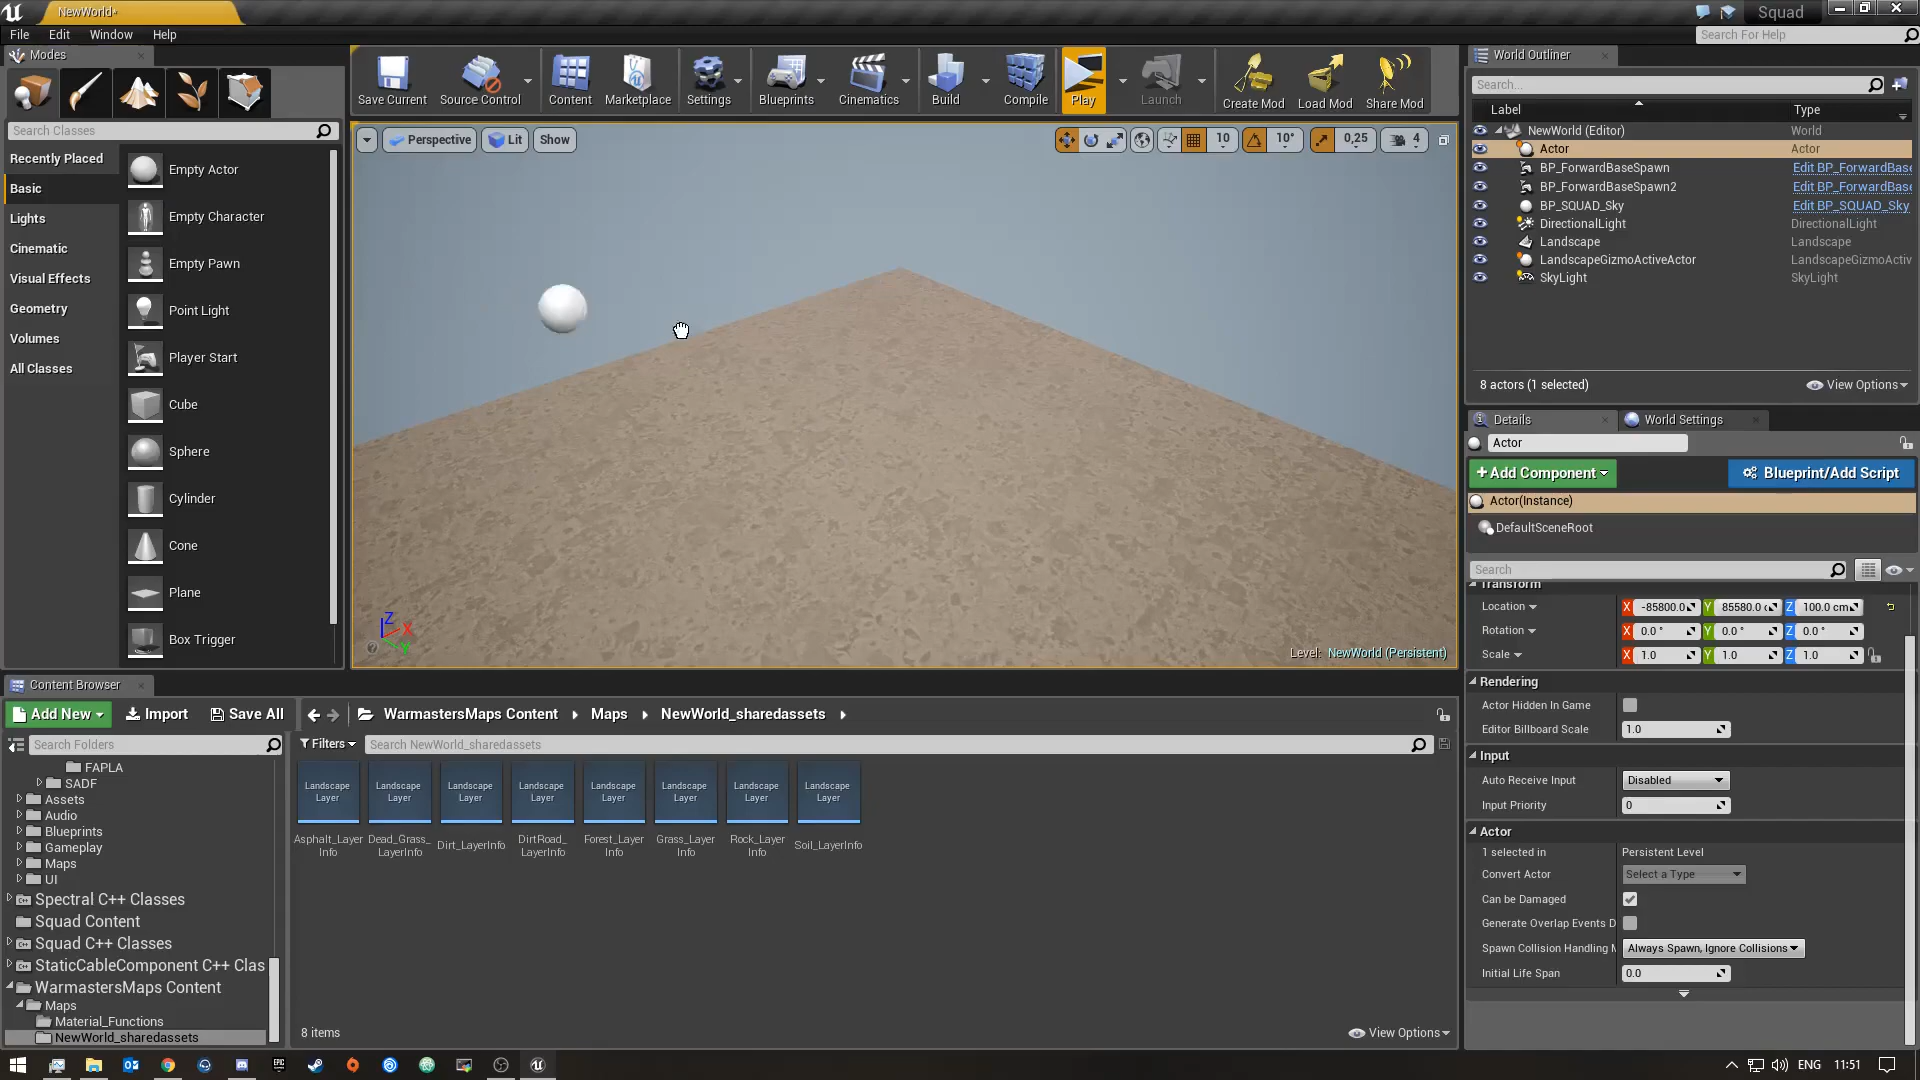 NewWorld*
Squad
File Edit Window Help
Search For Help
Modes
Search Classes
Recently Placed
Basic
Lights
Cinematic
Visual Effects
Geometry
Volumes
All Classes
Empty Actor
Empty Character
Empty Pawn
Point Light
Player Start
Cube
Sphere
Cylinder
Cone
Plane
Box Trigger
Save Current Source Control Content Marketplace Settings Blueprints Cinematics Build Compile Play Launch Create Mod Load Mod Share Mod
Perspective Lit Show
10 10° 0,25 4
Z X Y
Level: NewWorld (Persistent)
World Outliner
Search...
Label Type
NewWorld (Editor) World
Actor Actor
BP_ForwardBaseSpawn Edit BP_ForwardBase
BP_ForwardBaseSpawn2 Edit BP_ForwardBase
BP_SQUAD_Sky Edit BP_SQUAD_Sky
DirectionalLight DirectionalLight
Landscape Landscape
LandscapeGizmoActiveActor LandscapeGizmoActiv
SkyLight SkyLight
8 actors (1 selected) View Options
Details World Settings
Actor
+Add Component Blueprint/Add Script
Actor(Instance)
DefaultSceneRoot
Search
Transform
Location X -85800.0 Y 85580.0 Z 100.0 cm
Rotation X 0.0 ° Y 0.0 ° Z 0.0 °
Scale X 1.0 Y 1.0 Z 1.0
Rendering
Actor Hidden In Game
Editor Billboard Scale 1.0
Input
Auto Receive Input Disabled
Input Priority 0
Actor
1 selected in Persistent Level
Convert Actor Select a Type
Can be Damaged
Generate Overlap Events D
Spawn Collision Handling M Always Spawn, Ignore Collisions
Initial Life Span 0.0
Content Browser
Add New Import Save All WarmastersMaps Content Maps NewWorld_sharedassets
Search Folders
Filters Search NewWorld_sharedassets
FAPLA
SADF
Assets
Audio
Blueprints
Gameplay
Maps
UI
Spectral C++ Classes
Squad Content
Squad C++ Classes
StaticCableComponent C++ Clas
WarmastersMaps Content
Maps
Material_Functions
NewWorld_sharedassets
Landscape Landscape Landscape Landscape Landscape Landscape Landscape Landscape
Layer Layer Layer Layer Layer Layer Layer Layer
Asphalt_Layer Dead_Grass_ Dirt_LayerInfo DirtRoad_ Forest_Layer Grass_Layer Rock_Layer Soil_LayerInfo
Info LayerInfo LayerInfo Info Info Info
8 items View Options
ENG 11:51